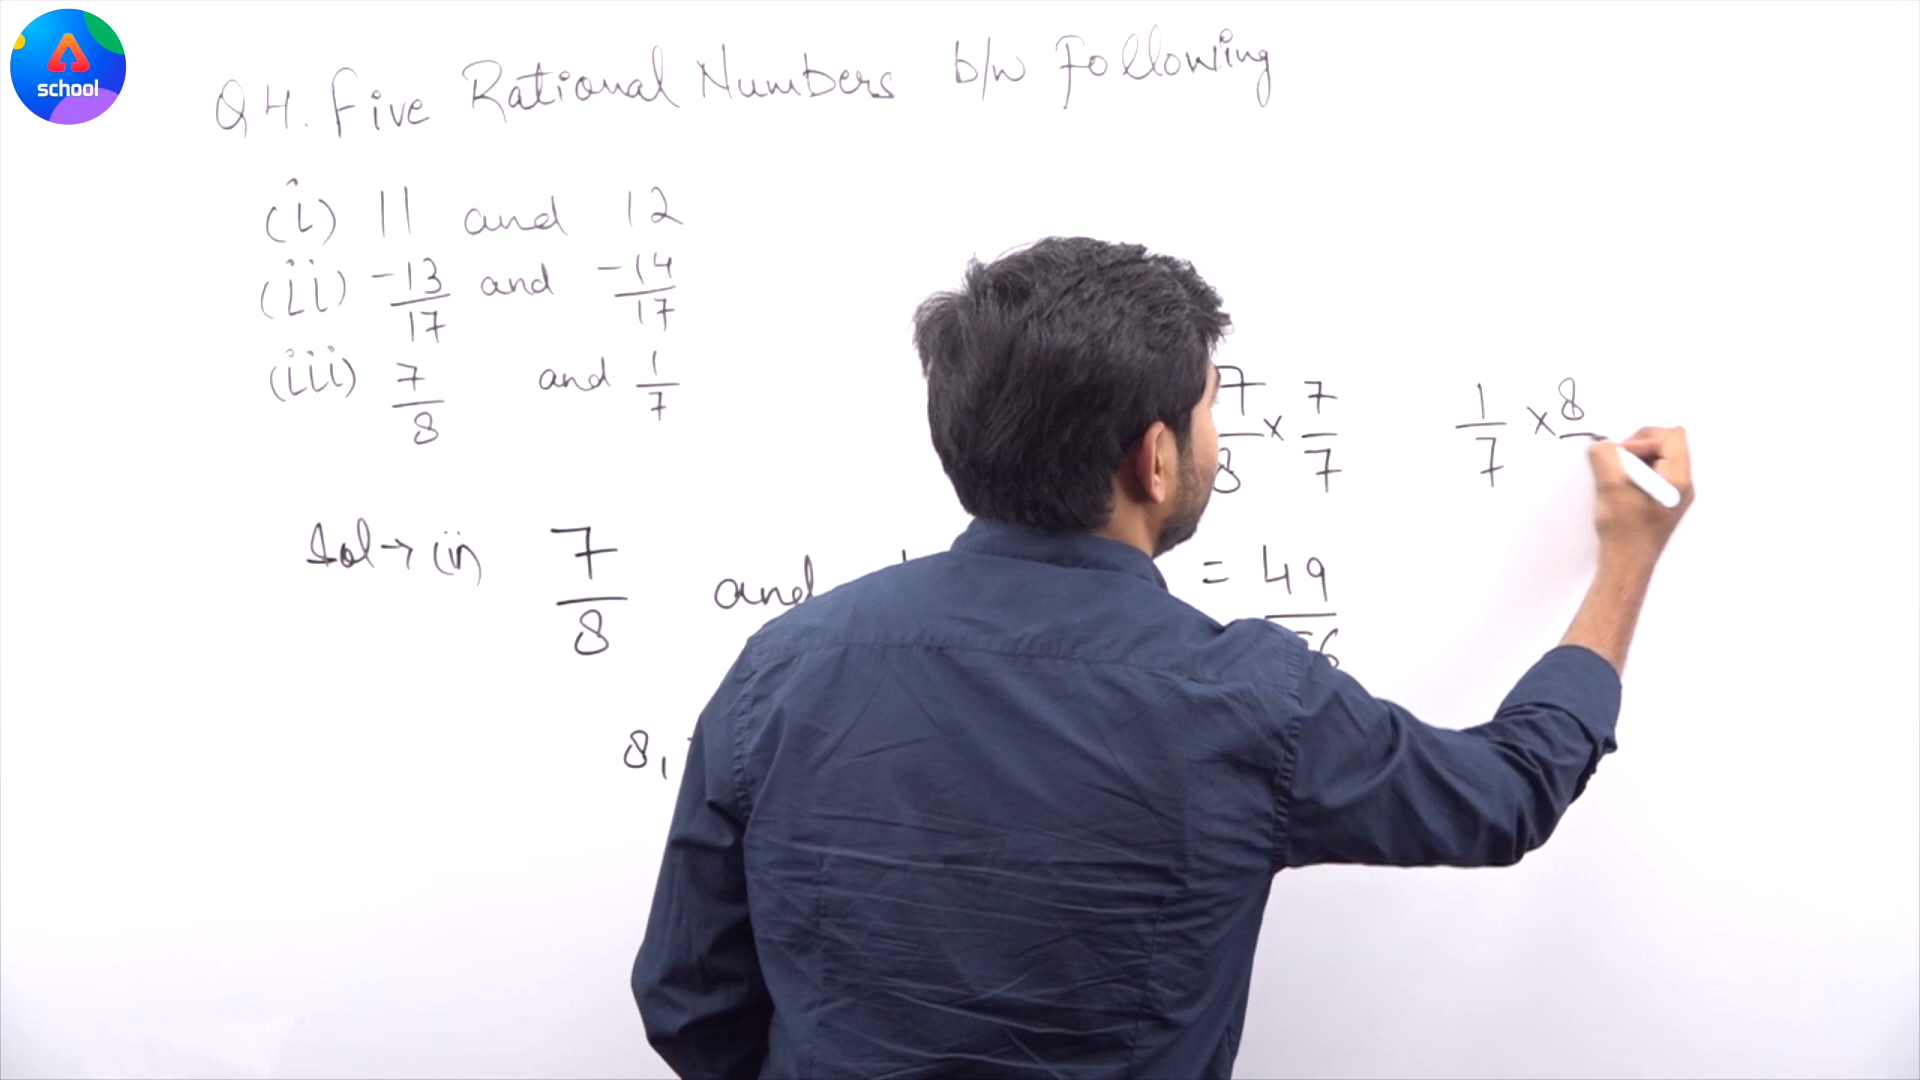 school
Q4. Five Rational Numbers b/w Following
(i) 11 and 12
(ii) -13/17 and -14/17
(iii) 7/8 and 1/7
7/8 × 7/7
1/7 × 8
Sol → (iii) 7/8 and
= 49/56
8,